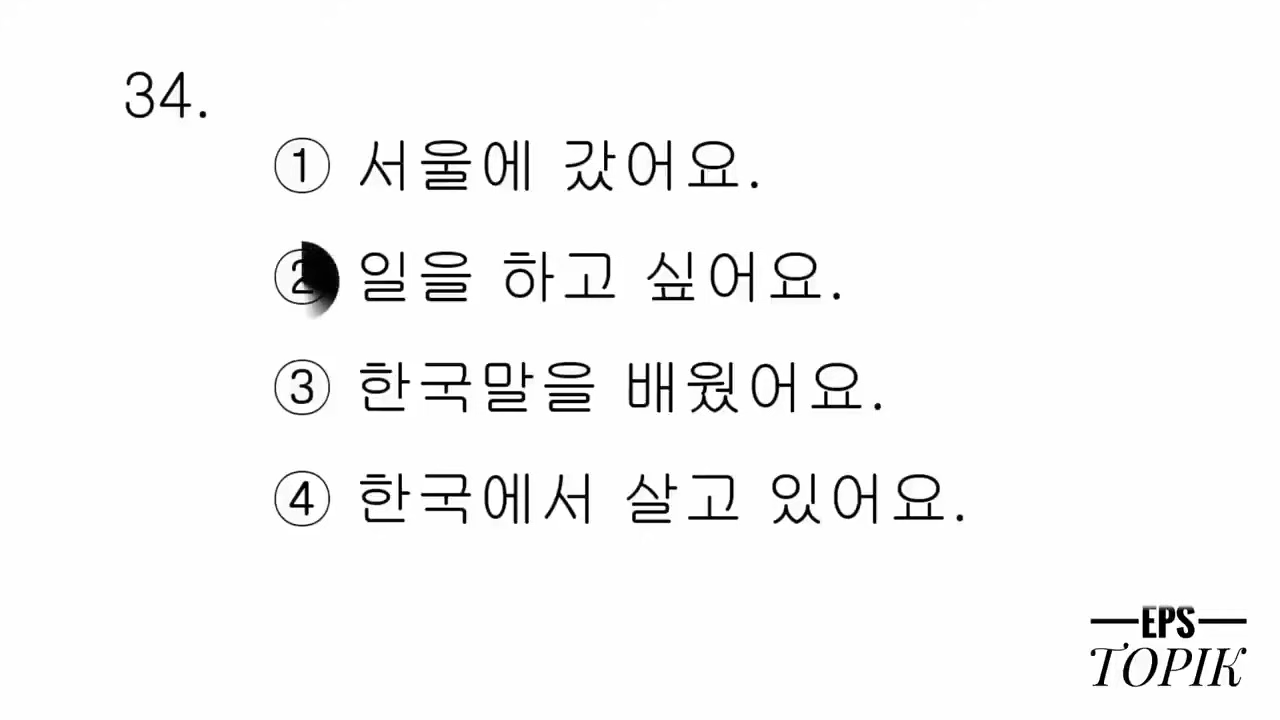 34.
① 서울에 갔어요.
② 일을 하고 싶어요.
③ 한국말을 배웠어요.
④ 한국에서 살고 있어요.
EPS
TOPIK